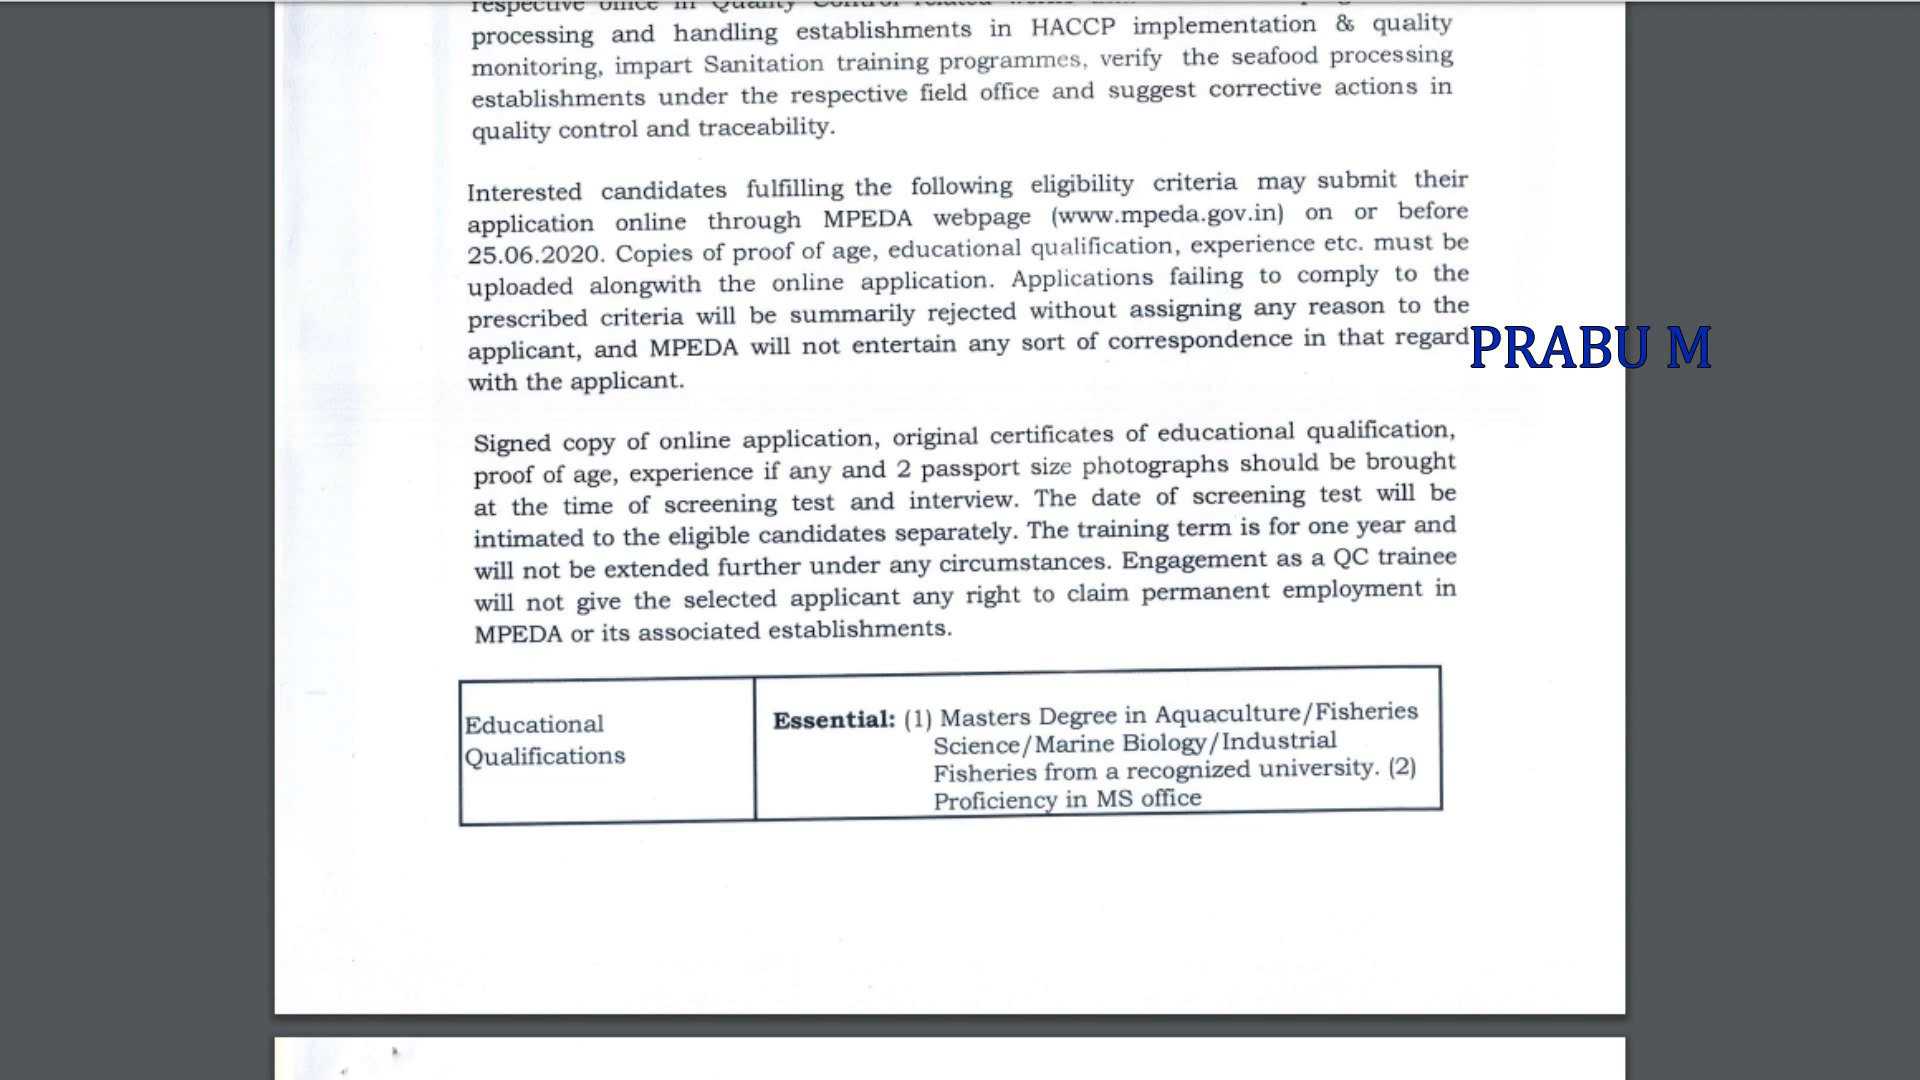 respective office in Quality Control related works
processing and handling establishments in HACCP implementation & quality
monitoring, impart Sanitation training programmes, verify the seafood processing
establishments under the respective field office and suggest corrective actions in
quality control and traceability.
Interested candidates fulfilling the following eligibility criteria may submit their
application online through MPEDA webpage (www.mpeda.gov.in) on or before
25.06.2020. Copies of proof of age, educational qualification, experience etc. must be
uploaded alongwith the online application. Applications failing to comply to the
prescribed criteria will be summarily rejected without assigning any reason to the
applicant, and MPEDA will not entertain any sort of correspondence in that regard
with the applicant.
PRABU M
Signed copy of online application, original certificates of educational qualification,
proof of age, experience if any and 2 passport size photographs should be brought
at the time of screening test and interview. The date of screening test will be
intimated to the eligible candidates separately. The training term is for one year and
will not be extended further under any circumstances. Engagement as a QC trainee
will not give the selected applicant any right to claim permanent employment in
MPEDA or its associated establishments.
Educational
Qualifications
Essential: (1) Masters Degree in Aquaculture/Fisheries
Science/Marine Biology/Industrial
Fisheries from a recognized university. (2)
Proficiency in MS office